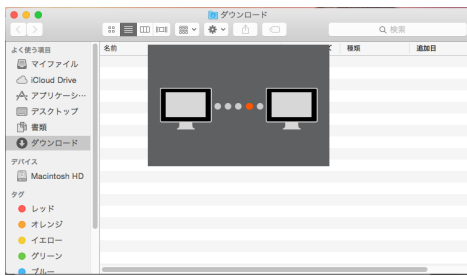 ダウンロード
検索
よく使う項目
マイファイル
iCloud Drive
アプリケーシ…
デスクトップ
書類
ダウンロード
デバイス
Macintosh HD
タグ
レッド
オレンジ
イエロー
グリーン
ブルー
名前
種類
追加日